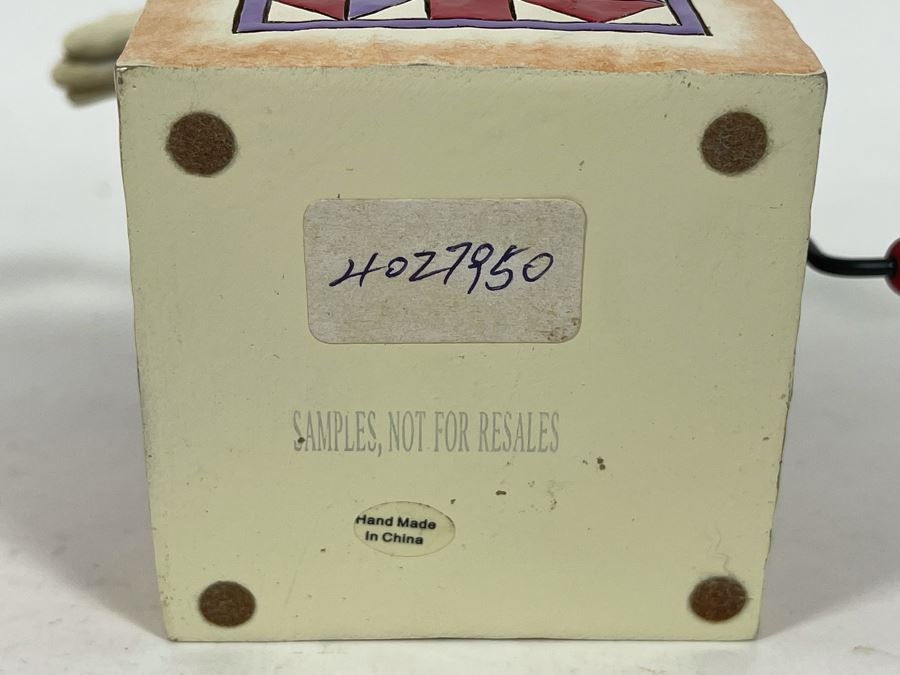 4027950
SAMPLES, NOT FOR RESALES
Hand Made
In China